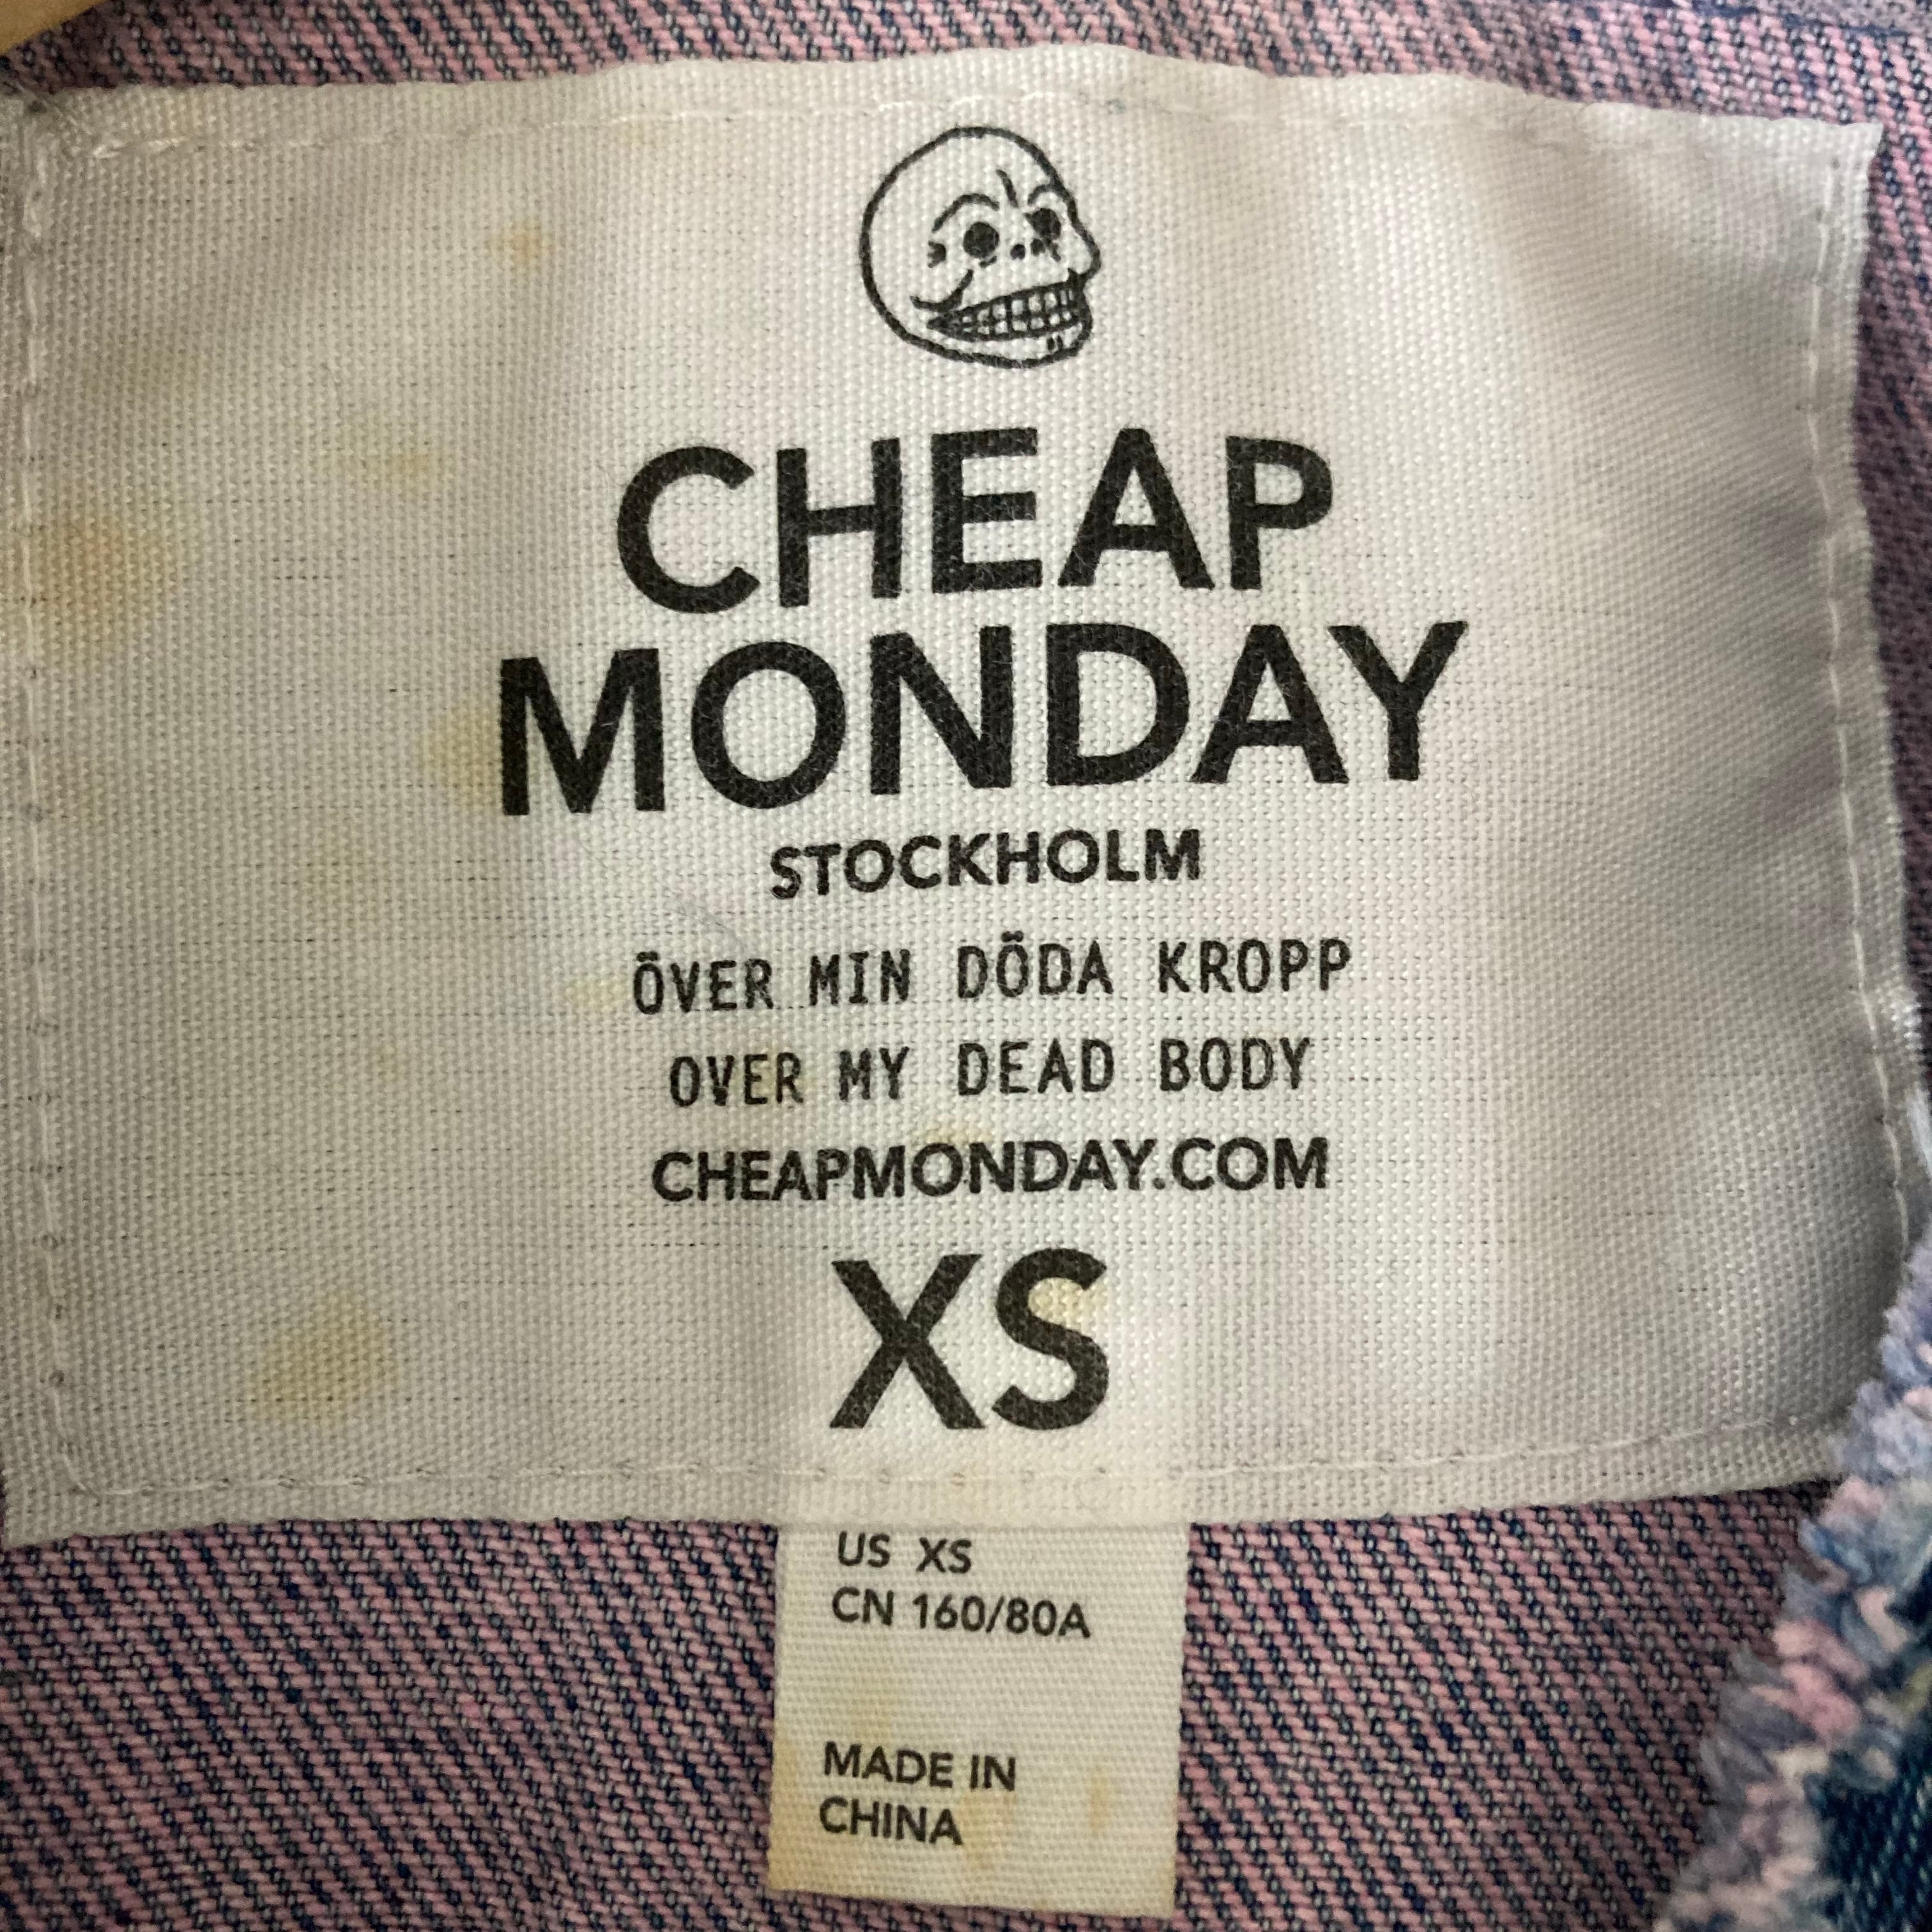 CHEAP
MONDAY
STOCKHOLM
ÖVER MIN DÖDA KROPP
OVER MY DEAD BODY
CHEAPMONDAY.COM
XS
US XS
CN 160/80A
MADE IN
CHINA